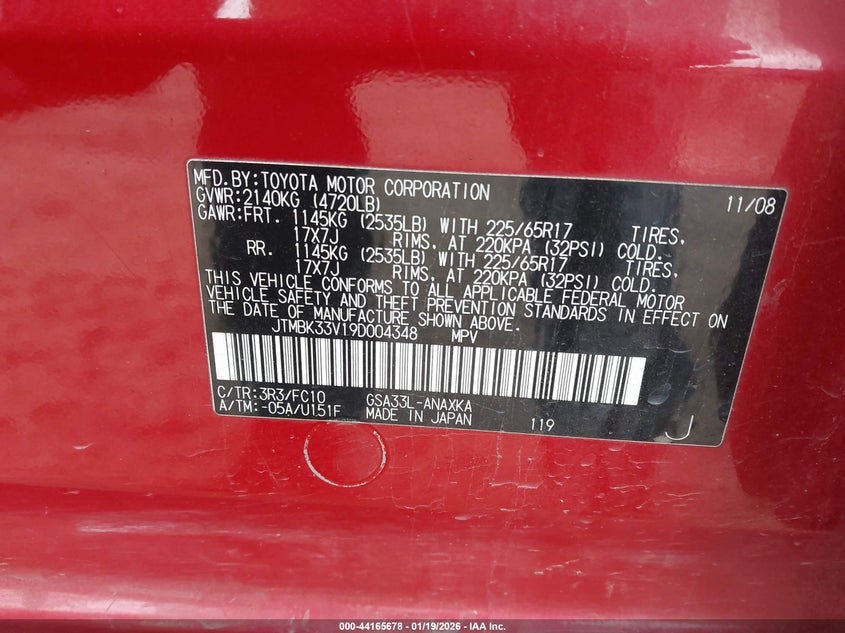 MFD.BY:TOYOTA MOTOR CORPORATION 11/08
GVWR:2140KG (4720LB)
GAWR:FRT. 1145KG (2535LB) WITH 225/65R17 TIRES,
17X7J RIMS, AT 220KPA (32PSI) COLD.
RR. 1145KG (2535LB) WITH 225/65R17 TIRES,
17X7J RIMS, AT 220KPA (32PSI) COLD.
THIS VEHICLE CONFORMS TO ALL APPLICABLE FEDERAL MOTOR
VEHICLE SAFETY AND THEFT PREVENTION STANDARDS IN EFFECT ON
THE DATE OF MANUFACTURE SHOWN ABOVE.
JTMBK33V19D004348 MPV
C/TR:3R3/FC10 GSA33L-ANAXKA
A/TM:-05A/U151F MADE IN JAPAN 119 J
000-44165678 | 01/19/2026 | IAA Inc.